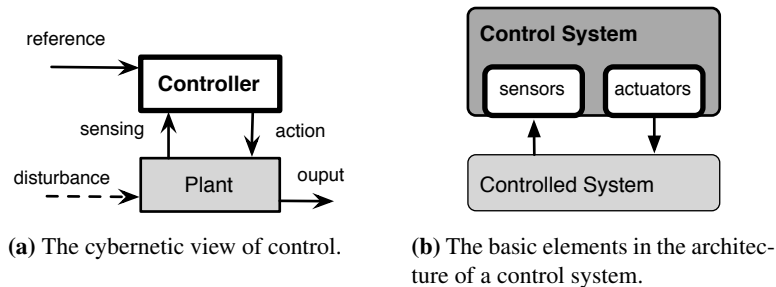 reference
Controller
sensing
action
disturbance
Plant
ouput
(a) The cybernetic view of control.
Control System
sensors
actuators
Controlled System
(b) The basic elements in the architec-
ture of a control system.